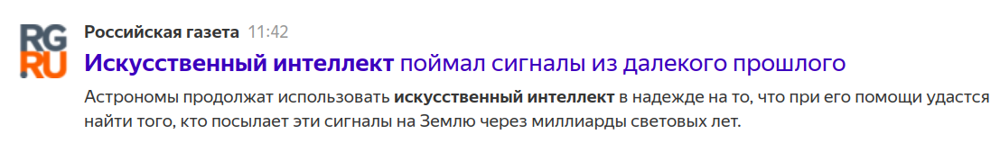 RG
RU
Российская газета 11:42
Искусственный интеллект поймал сигналы из далекого прошлого
Астрономы продолжат использовать искусственный интеллект в надежде на то, что при его помощи удастся
найти того, кто посылает эти сигналы на Землю через миллиарды световых лет.